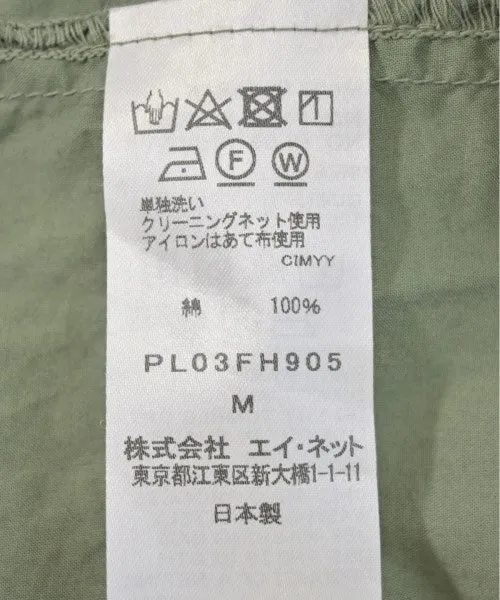 F W
単独洗い
クリーニングネット使用
アイロンはあて布使用
CIMYY
綿 100%
PL03FH905
M
株式会社 エイ・ネット
東京都江東区新大橋1-1-11
日本製